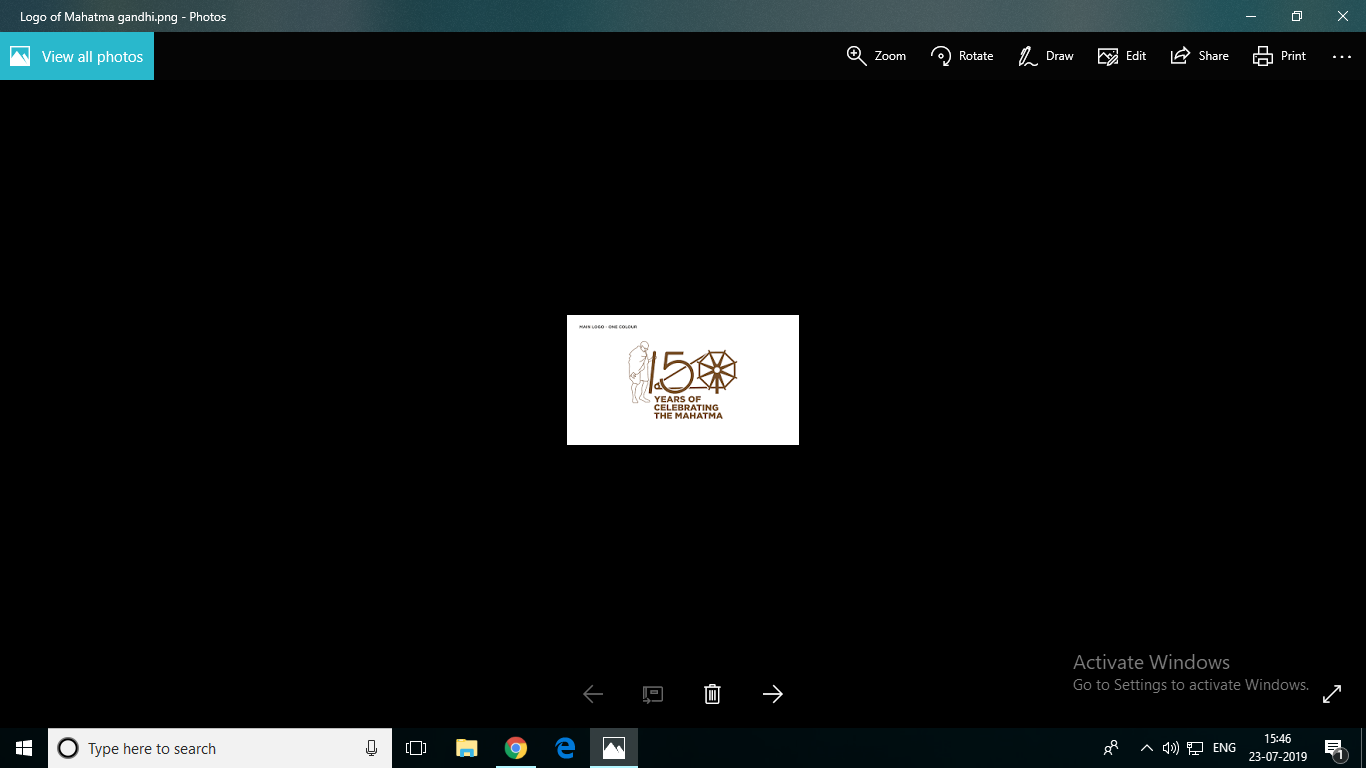 Logo of Mahatma gandhi.png - Photos
View all photos
Zoom
Rotate
Draw
Edit
Share
Print
MAIN LOGO - ONE COLOUR
150
YEARS OF
CELEBRATING
THE MAHATMA
Activate Windows
Go to Settings to activate Windows.
Type here to search
ENG
15:46
23-07-2019
1